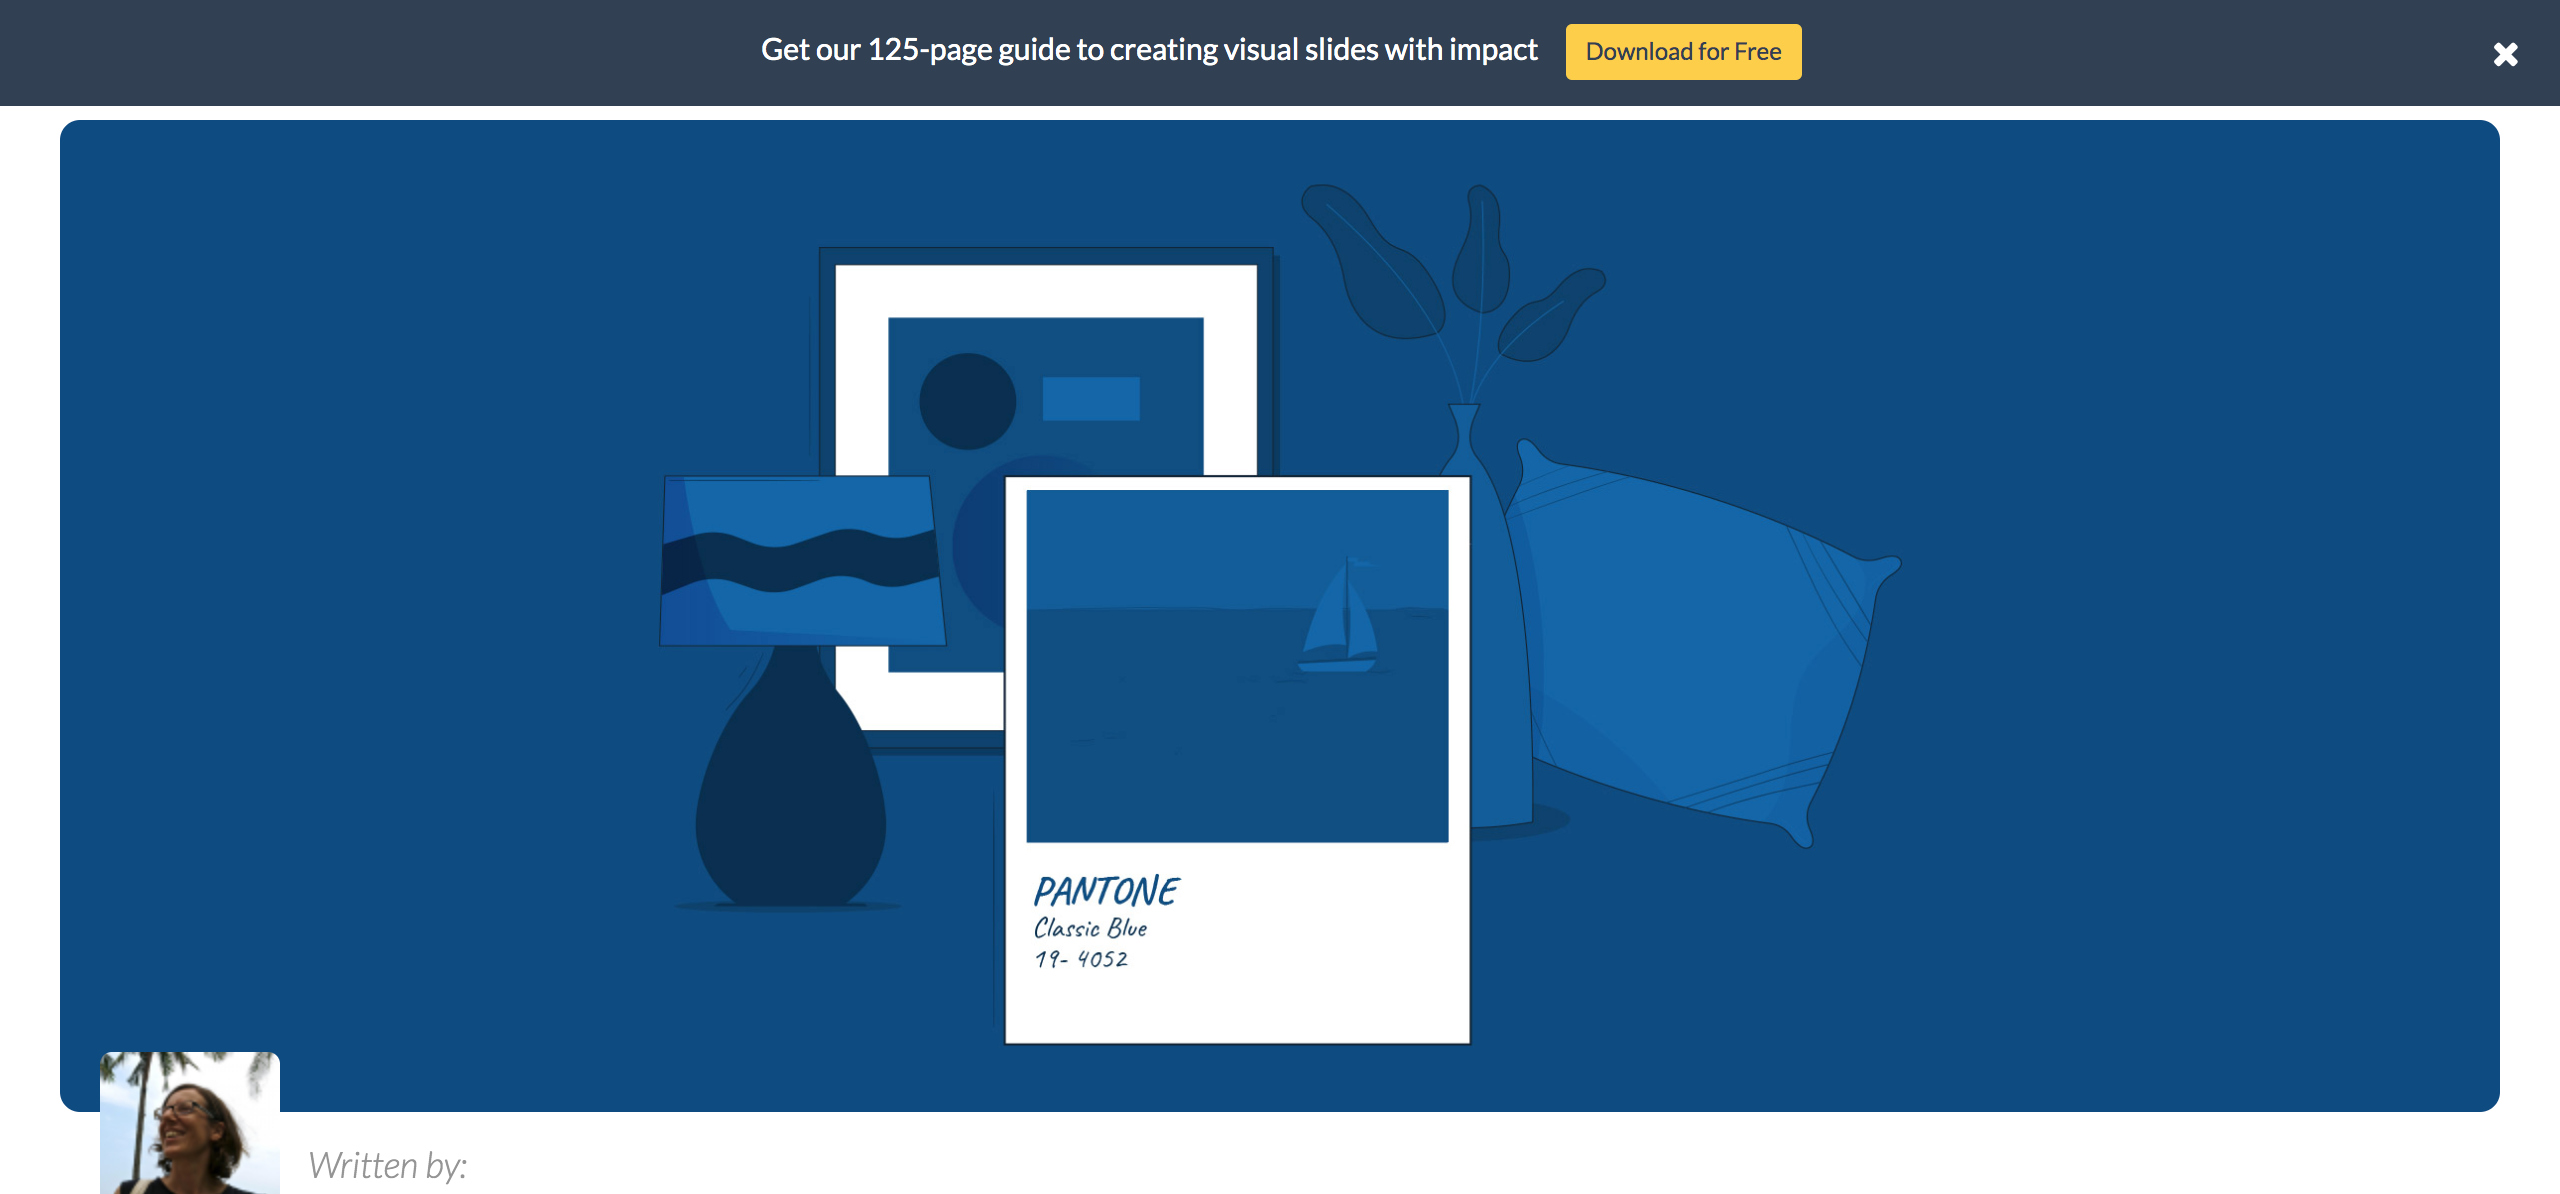 Get our 125-page guide to creating visual slides with impact
Download for Free
PANTONE
Classic Blue
19- 4052
Written by: